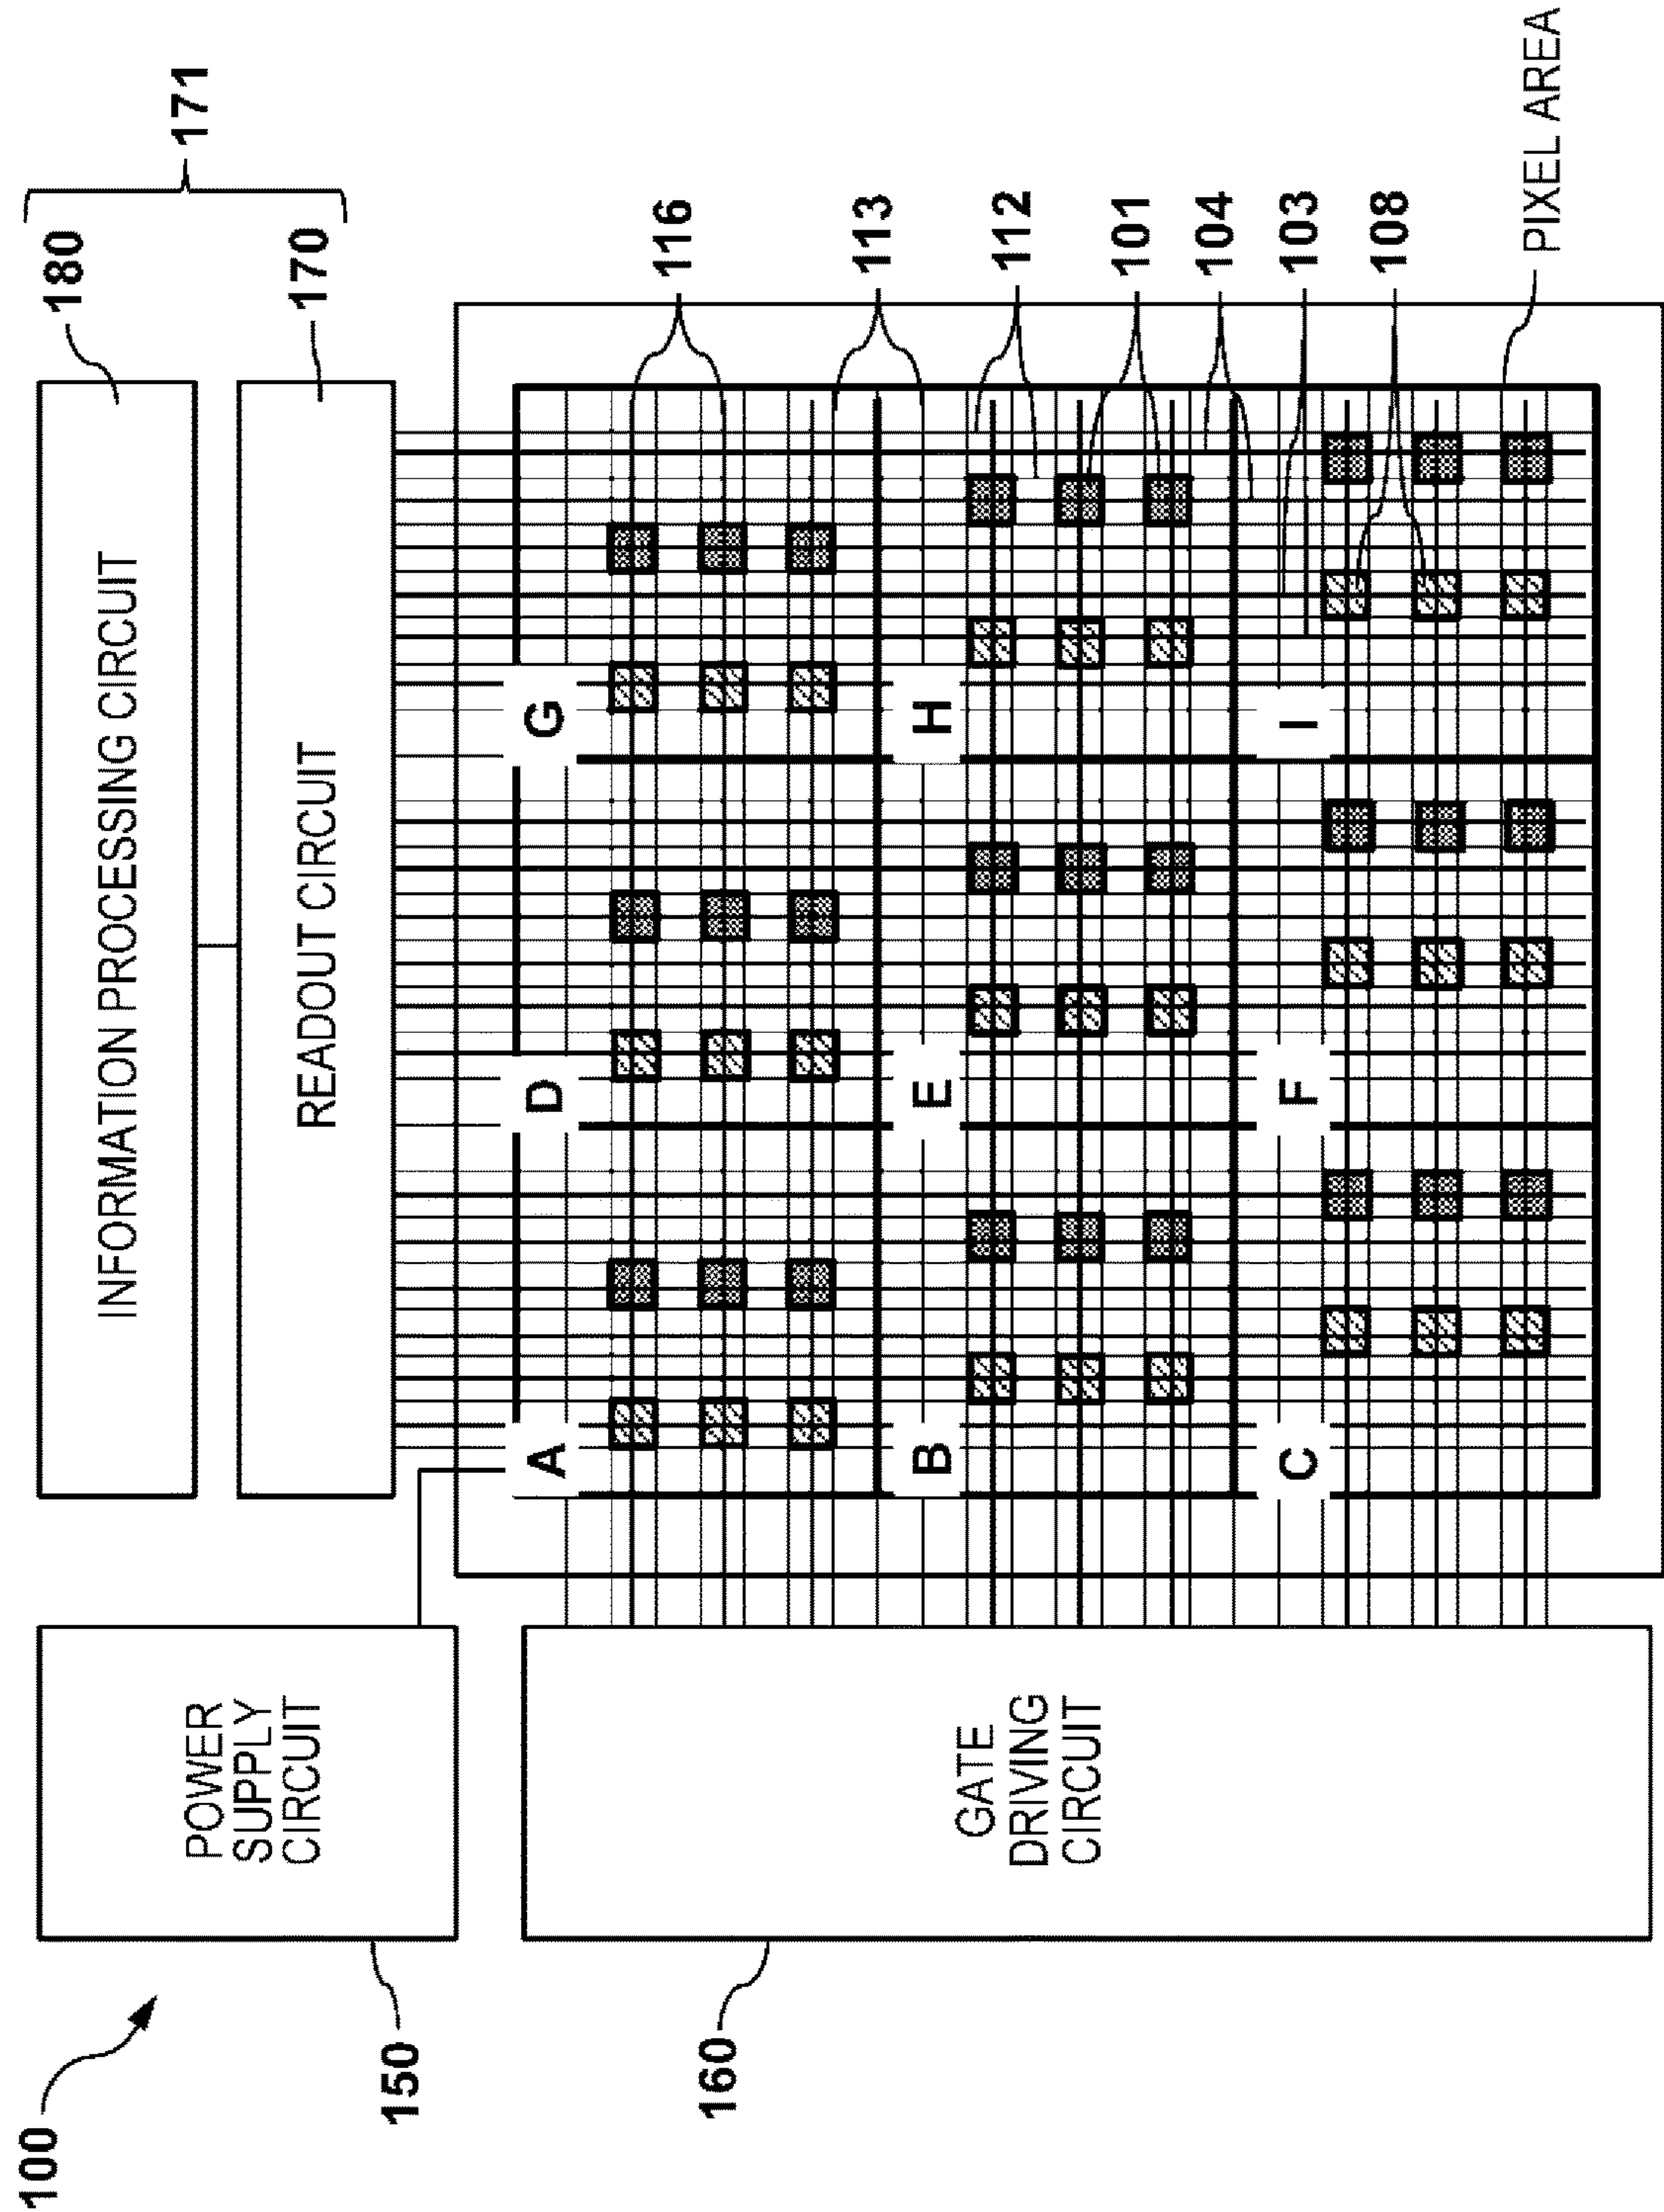 100
150
POWER
SUPPLY
CIRCUIT
160
GATE
DRIVING
CIRCUIT
INFORMATION PROCESSING CIRCUIT
180
READOUT CIRCUIT
170
171
A
D
G
B
E
H
C
F
I
116
113
112
101
104
103
108
PIXEL AREA